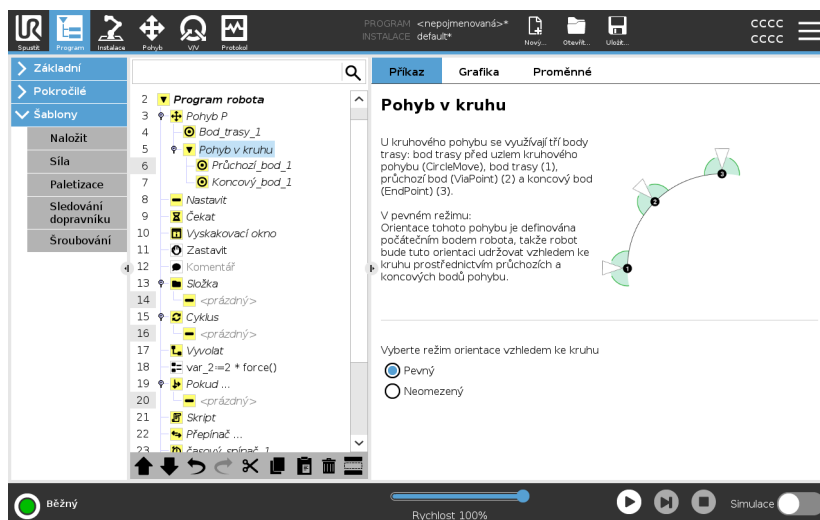 PROGRAM <nepojmenovaná>*
INSTALACE default*
Spustit
Program
Instalace
Pohyb
V/V
Protokol
Nový...
Otevřít...
Uložit...
cccc
cccc
Základní
Pokročilé
Šablony
Naložit
Síla
Paletizace
Sledování
dopravníku
Šroubování
2 Program robota
3 Pohyb P
4 Bod_trasy_1
5 Pohyb v kruhu
6 Průchozí_bod_1
7 Koncový_bod_1
8 Nastavit
9 Čekat
10 Vyskakovací okno
11 Zastavit
12 Komentář
13 Složka
14 <prázdný>
15 Cyklus
16 <prázdný>
17 Vyvolat
18 var_2≔2 * force()
19 Pokud ...
20 <prázdný>
21 Skript
22 Přepínač ...
23 časový_spínač_1
Příkaz
Grafika
Proměnné
Pohyb v kruhu
U kruhového pohybu se využívají tří body
trasy: bod trasy před uzlem kruhového
pohybu (CircleMove), bod trasy (1),
průchozí bod (ViaPoint) (2) a koncový bod
(EndPoint) (3).
V pevném režimu:
Orientace tohoto pohybu je definována
počátečním bodem robota, takže robot
bude tuto orientaci udržovat vzhledem ke
kruhu prostřednictvím průchozích a
koncových bodů pohybu.
3
2
1
Vyberte režim orientace vzhledem ke kruhu
Pevný
Neomezený
Běžný
Rychlost 100%
Simulace